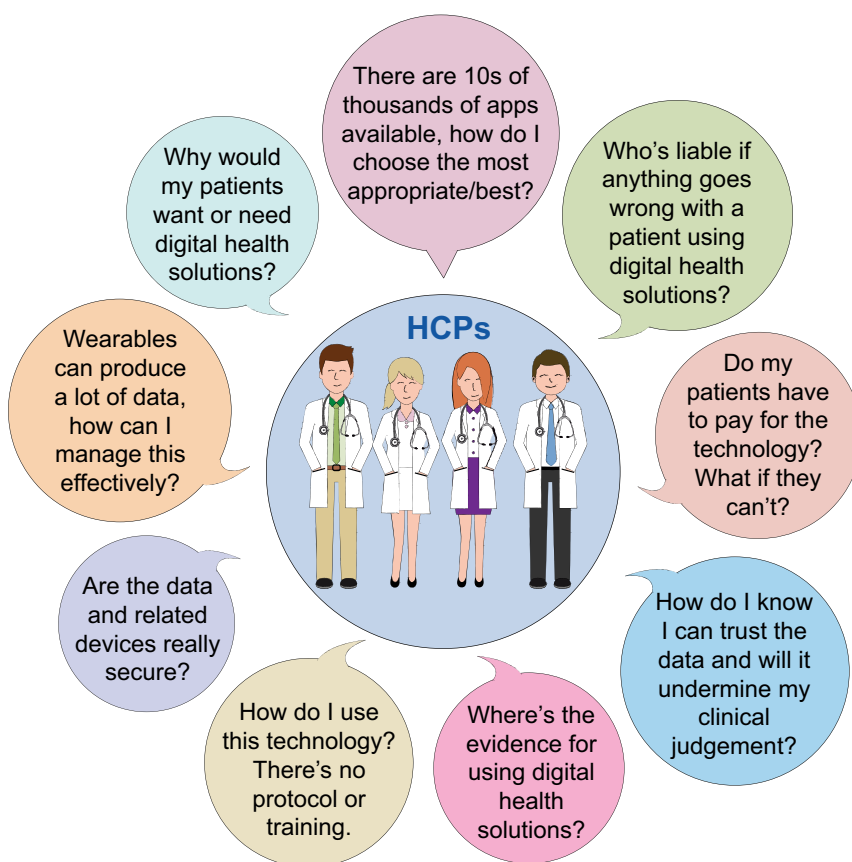 There are 10s of
thousands of apps
available, how do I
choose the most
appropriate/best?
Who's liable if
anything goes
wrong with a
patient using
digital health
solutions?
Do my
patients have
to pay for the
technology?
What if they
can't?
How do I know
I can trust the
data and will it
undermine my
clinical
judgement?
Where's the
evidence for
using digital
health
solutions?
How do I use
this technology?
There's no
protocol or
training.
Are the data
and related
devices really
secure?
Wearables
can produce
a lot of data,
how can I
manage this
effectively?
Why would
my patients
want or need
digital health
solutions?
HCPs